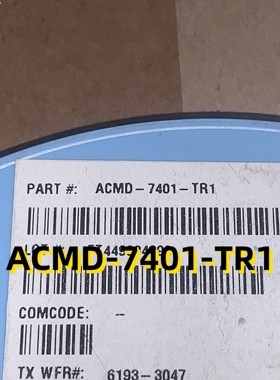 PART #: ACMD-7401-TR1
ACMD-7401-TR1
COMCODE: --
TX WFR#: 6193-3047